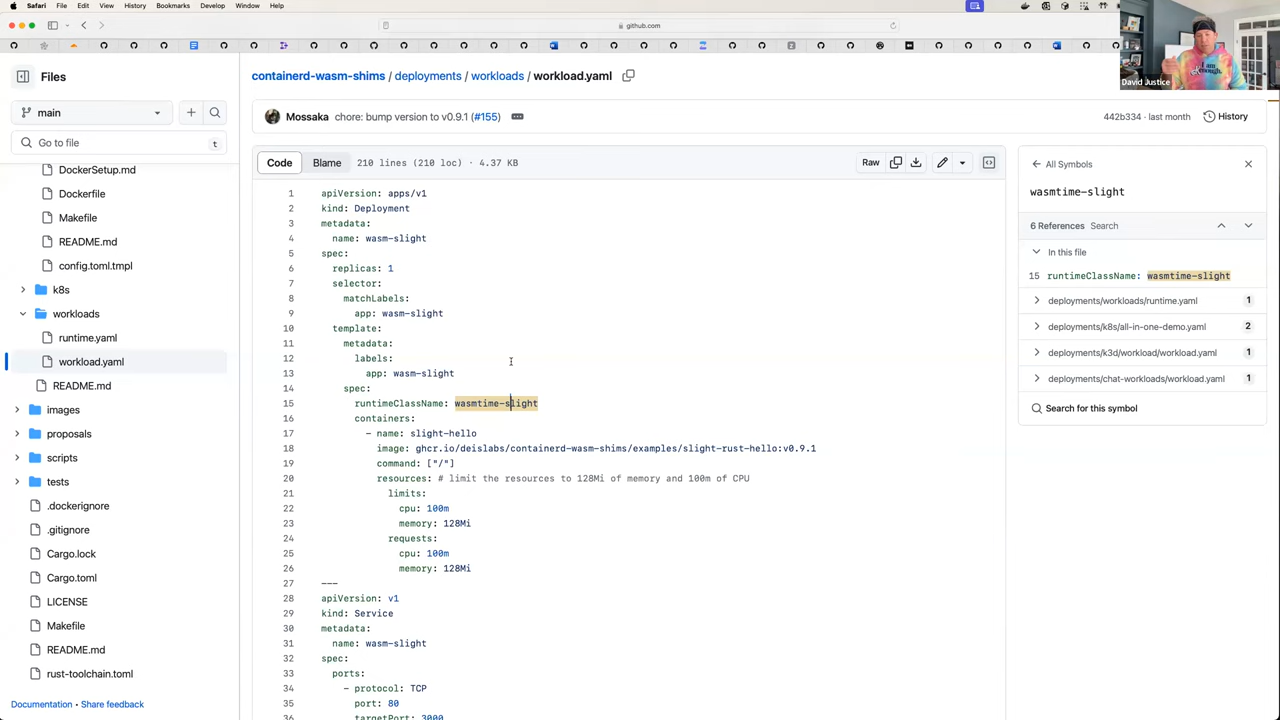 Safari File Edit View History Bookmarks Develop Window Help
github.com
I am
Enough.
David Justice
Files
main
Go to file
t
DockerSetup.md
Dockerfile
Makefile
README.md
config.toml.tmpl
k8s
workloads
runtime.yaml
workload.yaml
README.md
images
proposals
scripts
tests
.dockerignore
.gitignore
Cargo.lock
Cargo.toml
LICENSE
Makefile
README.md
rust-toolchain.toml
Documentation • Share feedback
containerd-wasm-shims / deployments / workloads / workload.yaml
Mossaka chore: bump version to v0.9.1 (#155)
442b334 · last month History
Code Blame 210 lines (210 loc) · 4.37 KB
Raw
1 apiVersion: apps/v1
2 kind: Deployment
3 metadata:
4 name: wasm-slight
5 spec:
6 replicas: 1
7 selector:
8 matchLabels:
9 app: wasm-slight
10 template:
11 metadata:
12 labels:
13 app: wasm-slight
14 spec:
15 runtimeClassName: wasmtime-slight
16 containers:
17 - name: slight-hello
18 image: ghcr.io/deislabs/containerd-wasm-shims/examples/slight-rust-hello:v0.9.1
19 command: ["/"]
20 resources: # limit the resources to 128Mi of memory and 100m of CPU
21 limits:
22 cpu: 100m
23 memory: 128Mi
24 requests:
25 cpu: 100m
26 memory: 128Mi
27 ---
28 apiVersion: v1
29 kind: Service
30 metadata:
31 name: wasm-slight
32 spec:
33 ports:
34 - protocol: TCP
35 port: 80
36 targetPort: 3000
All Symbols
wasmtime-slight
6 References Search
In this file
15 runtimeClassName: wasmtime-slight
deployments/workloads/runtime.yaml 1
deployments/k8s/all-in-one-demo.yaml 2
deployments/k3d/workload/workload.yaml 1
deployments/chat-workloads/workload.yaml 1
Search for this symbol